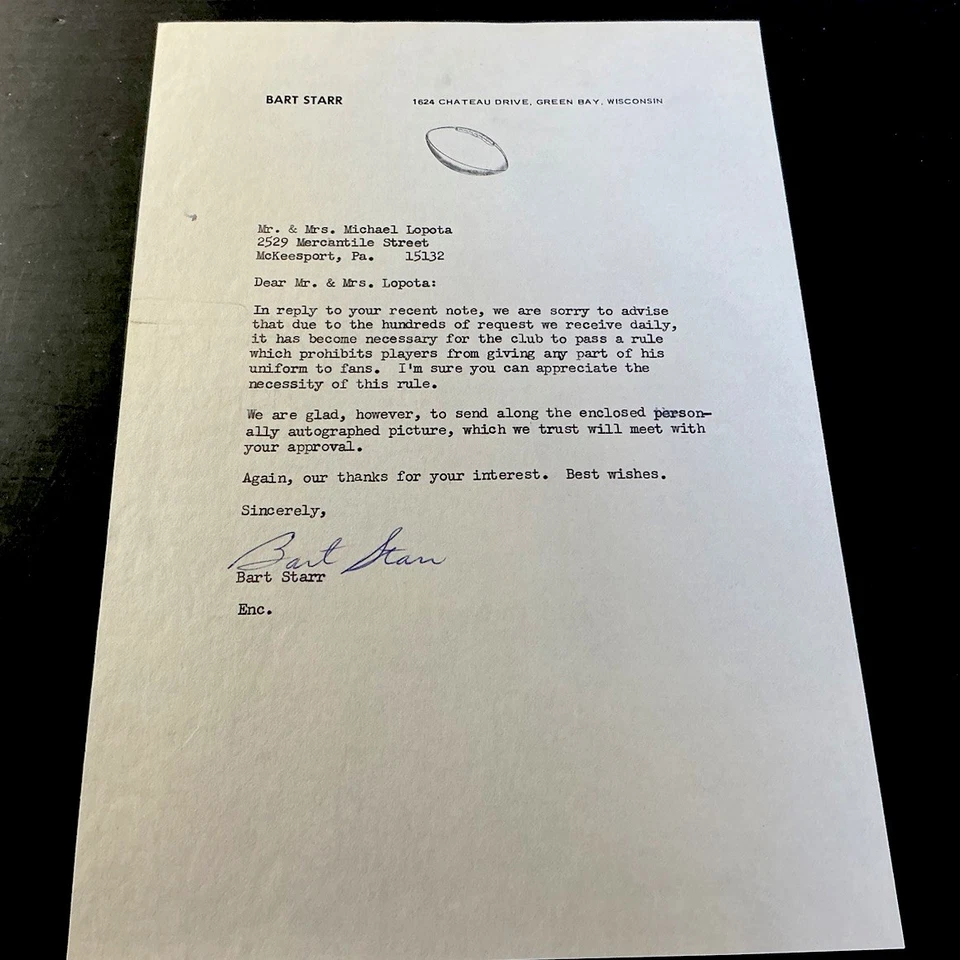 BART STARR 1624 CHATEAU DRIVE, GREEN BAY, WISCONSIN
Mr. & Mrs. Michael Lopota
2529 Mercantile Street
McKeesport, Pa. 15132
Dear Mr. & Mrs. Lopota:
In reply to your recent note, we are sorry to advise
that due to the hundreds of request we receive daily,
it has become necessary for the club to pass a rule
which prohibits players from giving any part of his
uniform to fans. I'm sure you can appreciate the
necessity of this rule.
We are glad, however, to send along the enclosed person-
ally autographed picture, which we trust will meet with
your approval.
Again, our thanks for your interest. Best wishes.
Sincerely,
Bart Starr
Bart Starr
Enc.